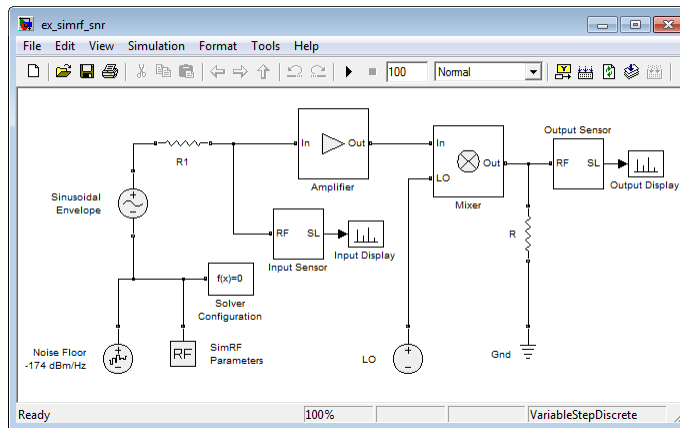 ex_simrf_snr
File Edit View Simulation Format Tools Help
100 Normal
R1
In Out
Amplifier
In
LO
Out
Mixer
Output Sensor
RF SL
Output Display
Sinusoidal
Envelope
RF SL
Input Sensor
Input Display
R
f(x)=0
Solver
Configuration
Noise Floor
-174 dBm/Hz
RF
SimRF
Parameters
LO
Gnd
Ready 100% VariableStepDiscrete